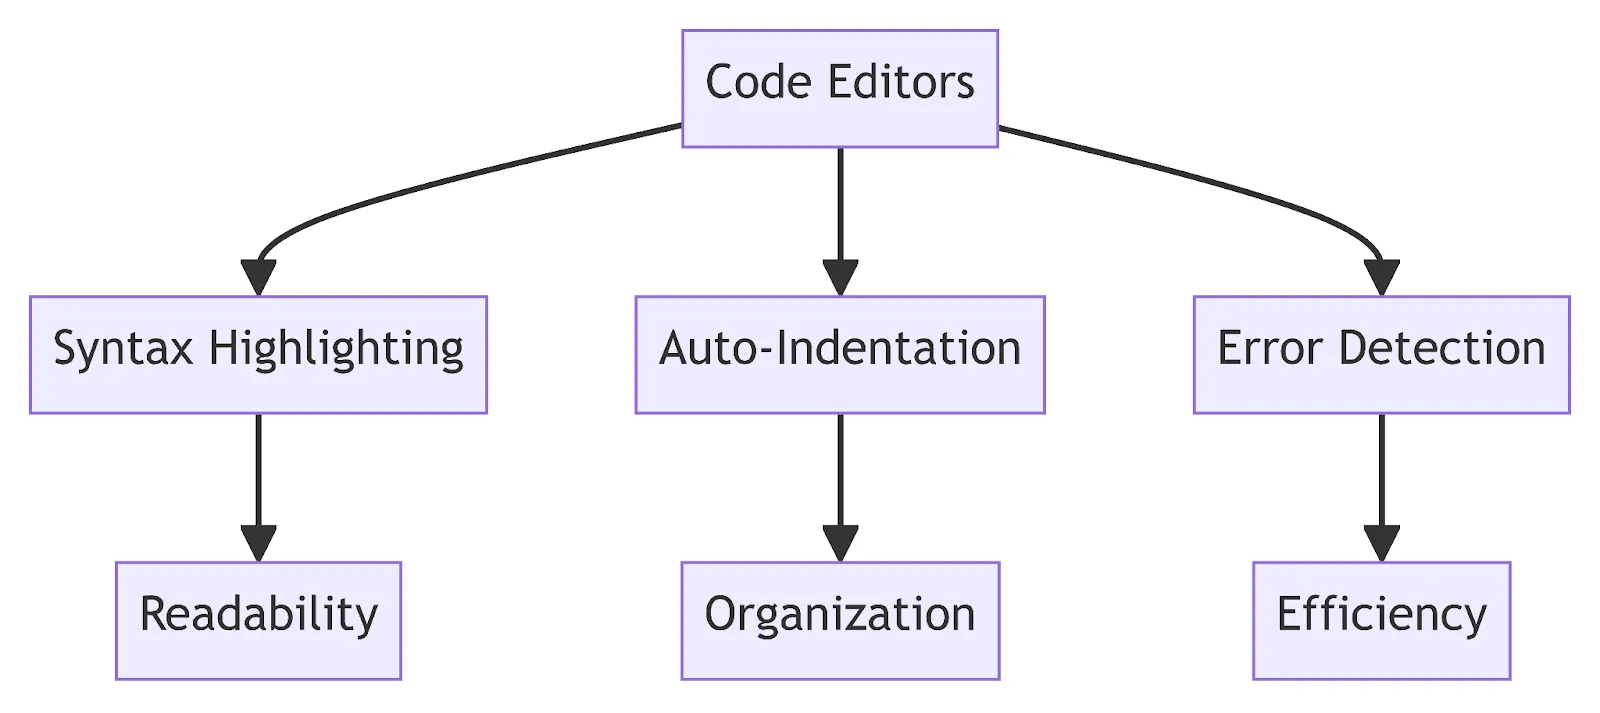 Code Editors
Syntax Highlighting
Auto-Indentation
Error Detection
Readability
Organization
Efficiency